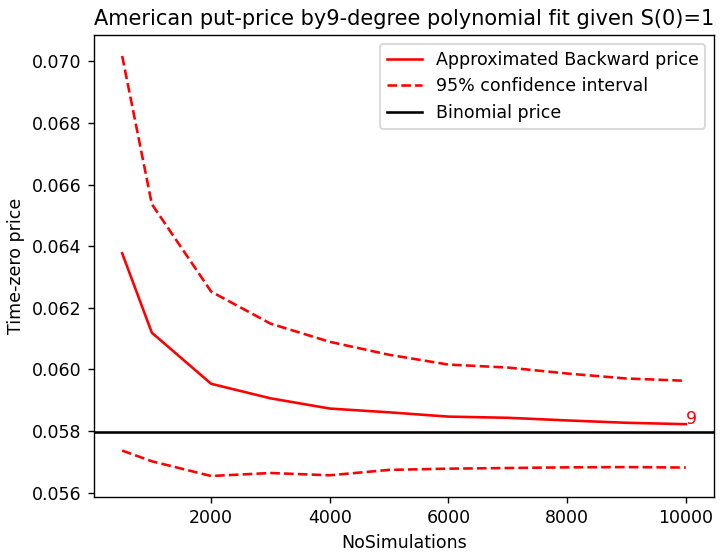 American put-price by9-degree polynomial fit given S(0)=1
Approximated Backward price
95% confidence interval
Binomial price
Time-zero price
0.070
0.068
0.066
0.064
0.062
0.060
0.058
0.056
9
2000
4000
6000
8000
10000
NoSimulations